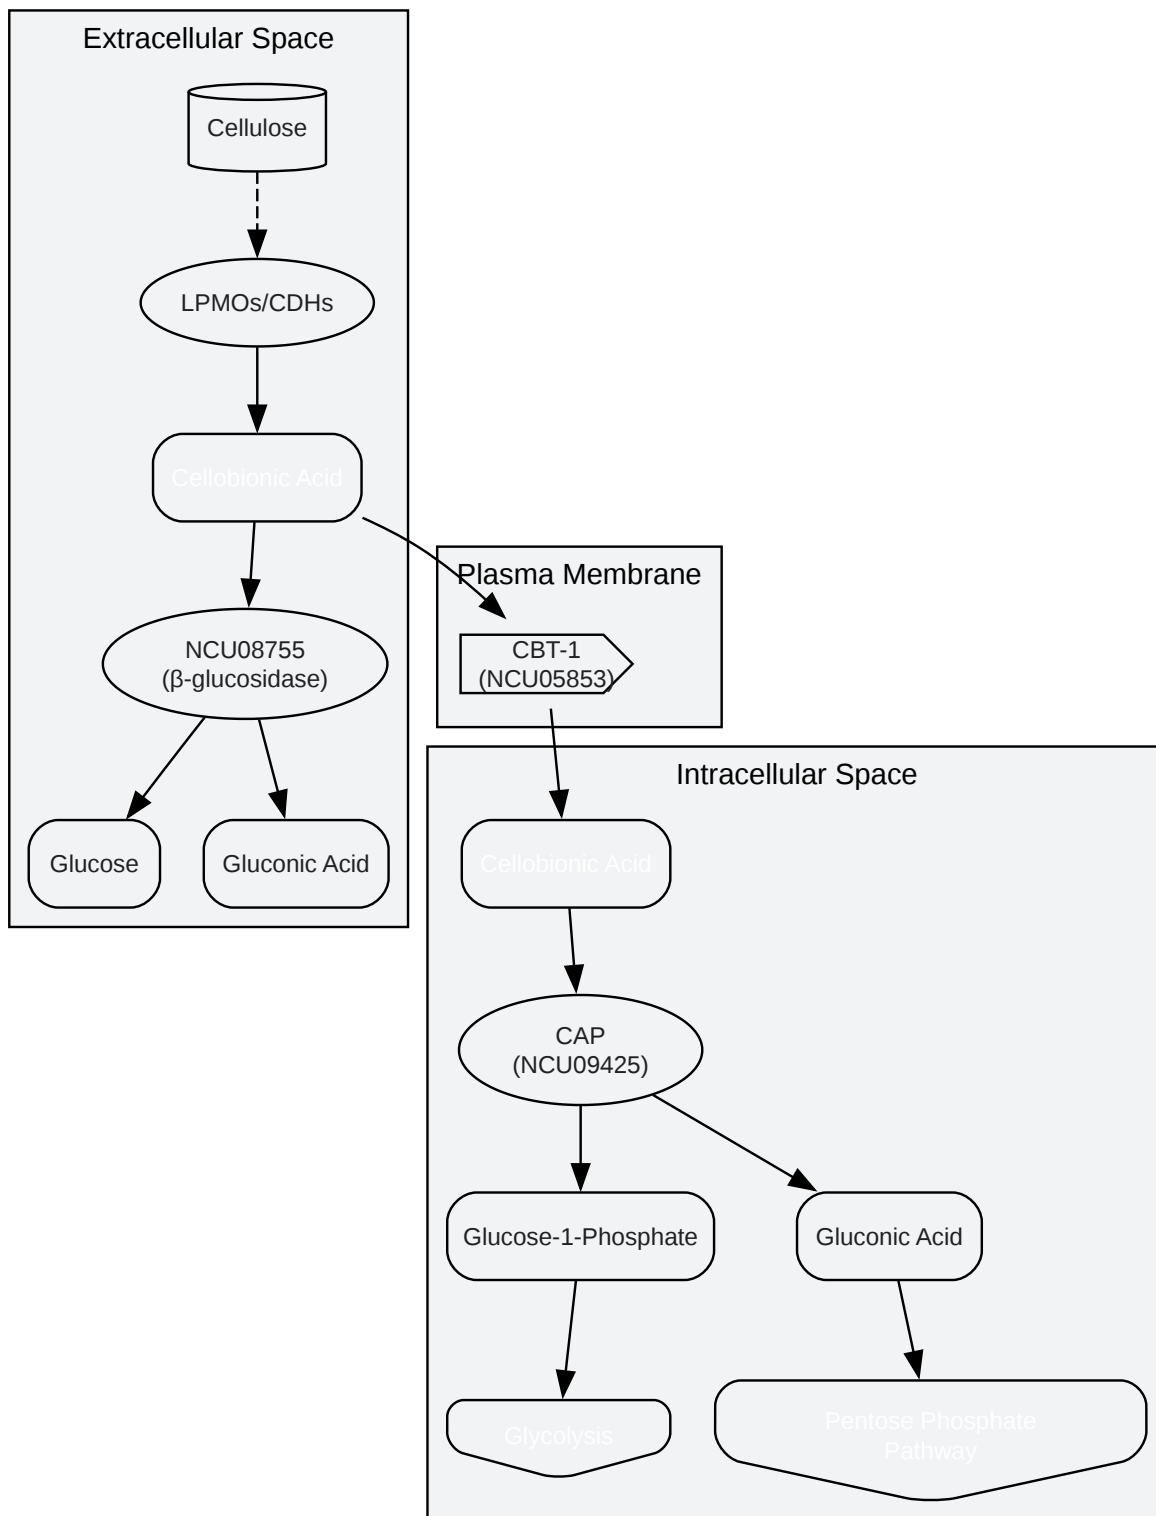 Extracellular Space
Cellulose
LPMOs/CDHs
Cellobionic Acid
NCU08755
(β-glucosidase)
Glucose
Gluconic Acid
Plasma Membrane
CBT-1
(NCU05853)
Intracellular Space
Cellobionic Acid
CAP
(NCU09425)
Glucose-1-Phosphate
Gluconic Acid
Glycolysis
Pentose Phosphate
Pathway